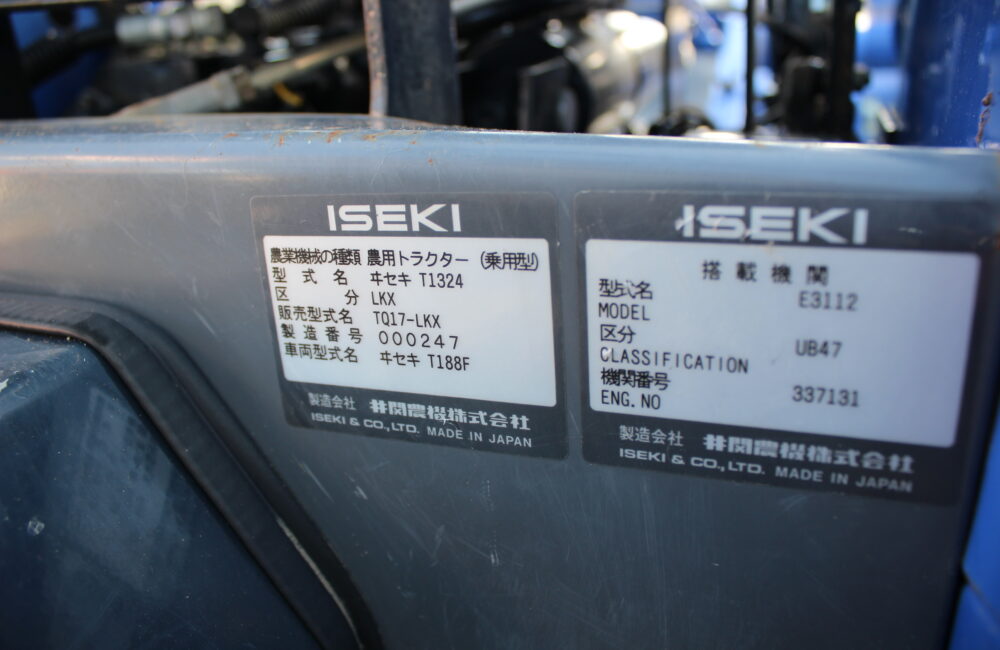 ISEKI
農業機械の種類 農用トラクター (乗用型)
型式名 ヰセキ T1324
区分 LKX
販売型式名 TQ17-LKX
製造番号 000247
車両型式名 ヰセキ T188F
製造会社 井関農機株式会社
ISEKI & CO.,LTD. MADE IN JAPAN
ISEKI
搭載機関
型式名 E3112
MODEL
区分 UB47
CLASSIFICATION
機関番号 337131
ENG.NO
製造会社 井関農機株式会社
ISEKI & CO.,LTD. MADE IN JAPAN